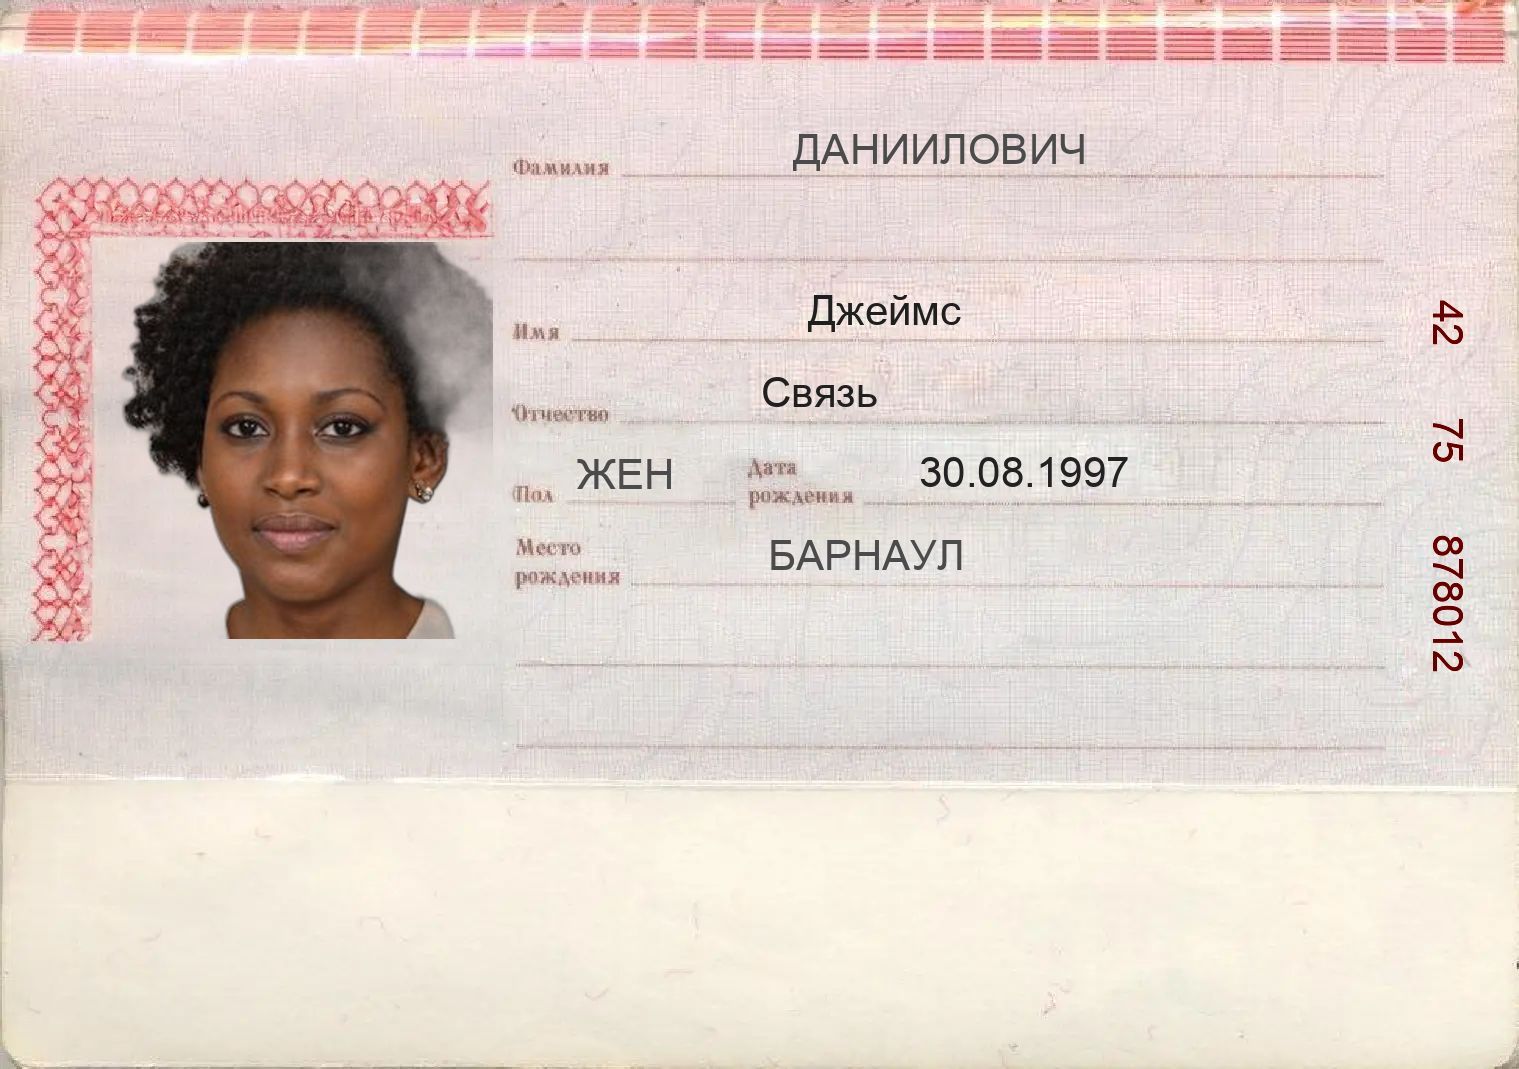 Фамилия ДАНИИЛОВИЧ
Имя Джеймс
Отчество Связь
Пол ЖЕН Дата рождения 30.08.1997
Место рождения БАРНАУЛ
42 75 878012